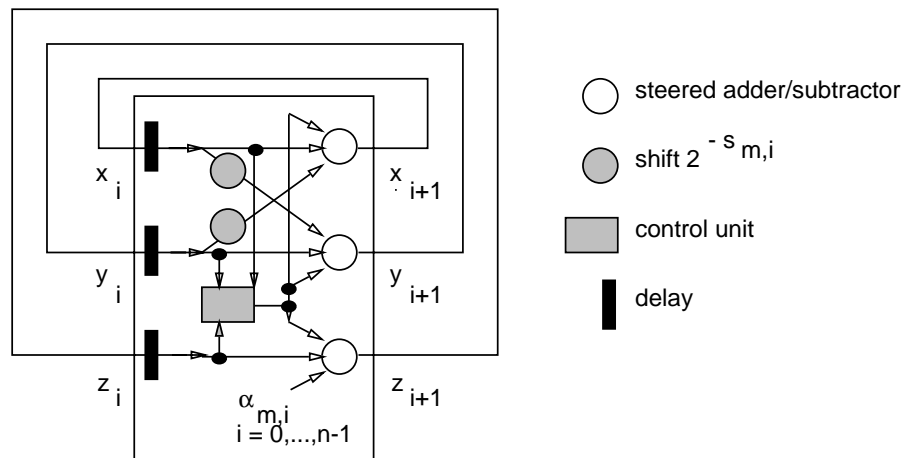 x i
x i+1
y i
y i+1
z i
z i+1
α m,i
i = 0,...,n-1
steered adder/subtractor
shift 2 - s m,i
control unit
delay